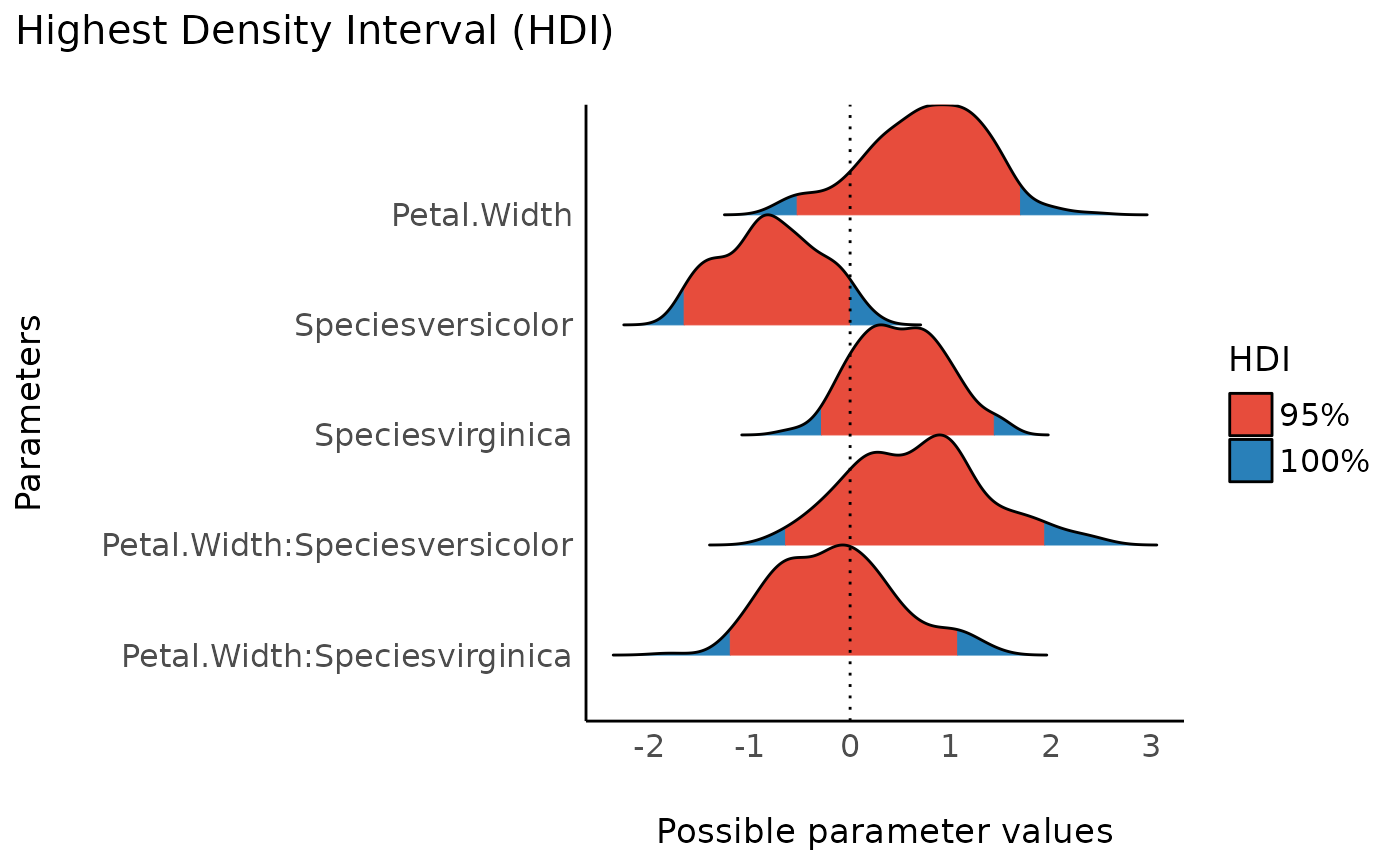 Highest Density Interval (HDI)
Parameters
Petal.Width
Speciesversicolor
Speciesvirginica
Petal.Width:Speciesversicolor
Petal.Width:Speciesvirginica
-2 -1 0 1 2 3
Possible parameter values
HDI
95%
100%